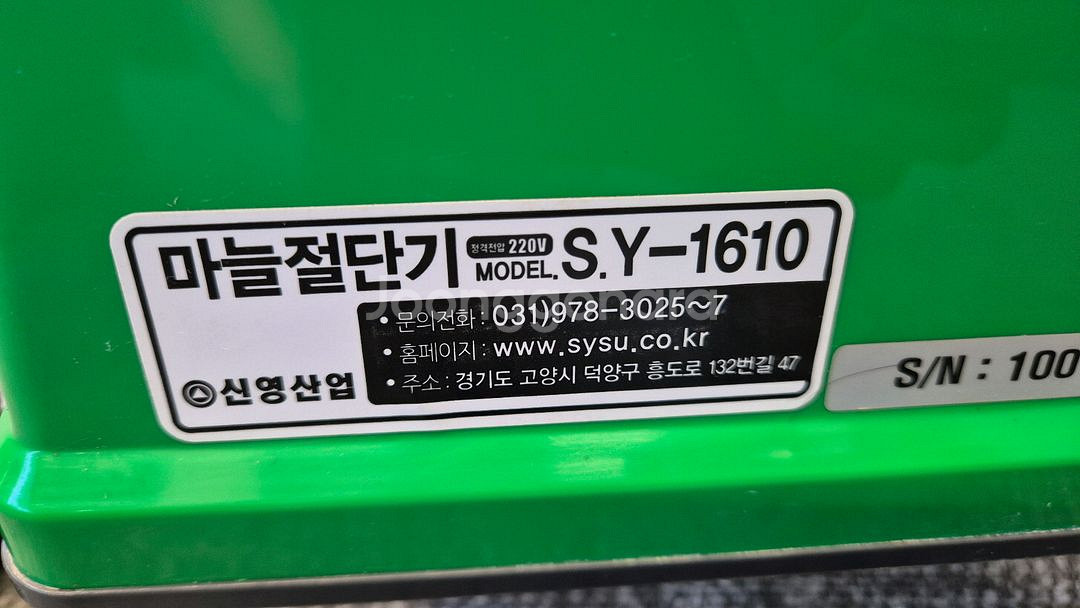 마늘절단기 정격전압 220V MODEL. S.Y-1610
• 문의전화 : 031)978-3025~7
• 홈페이지 : www.sysu.co.kr
• 주소 : 경기도 고양시 덕양구 흥도로 132번길 47
신영산업
S/N : 100
Joonggonara